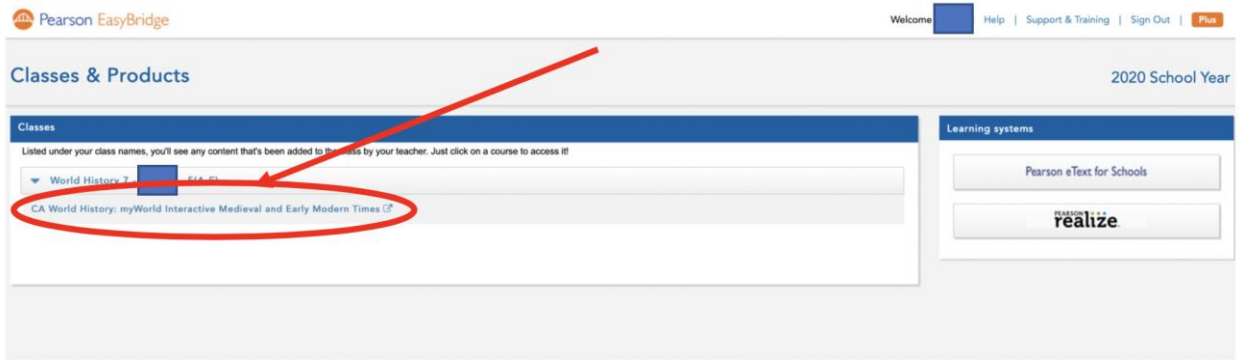 Pearson EasyBridge
Welcome Help | Support & Training | Sign Out | Plus
Classes & Products
2020 School Year
Classes
Listed under your class names, you'll see any content that's been added to the class by your teacher. Just click on a course to access it!
World History 7 -
CA World History: myWorld Interactive Medieval and Early Modern Times
Learning systems
Pearson eText for Schools
PEARSON
realize